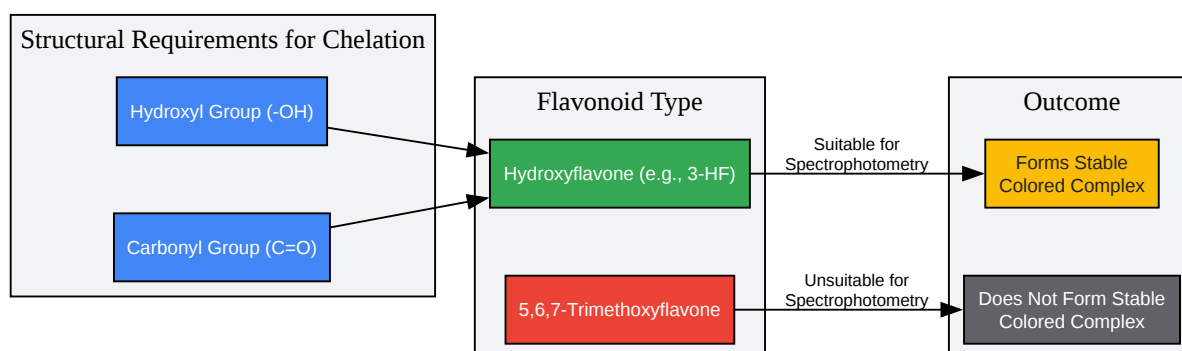 Structural Requirements for Chelation
Hydroxyl Group (-OH)
Carbonyl Group (C=O)
Flavonoid Type
Hydroxyflavone (e.g., 3-HF)
5,6,7-Trimethoxyflavone
Suitable for
Spectrophotometry
Unsuitable for
Spectrophotometry
Outcome
Forms Stable
Colored Complex
Does Not Form Stable
Colored Complex